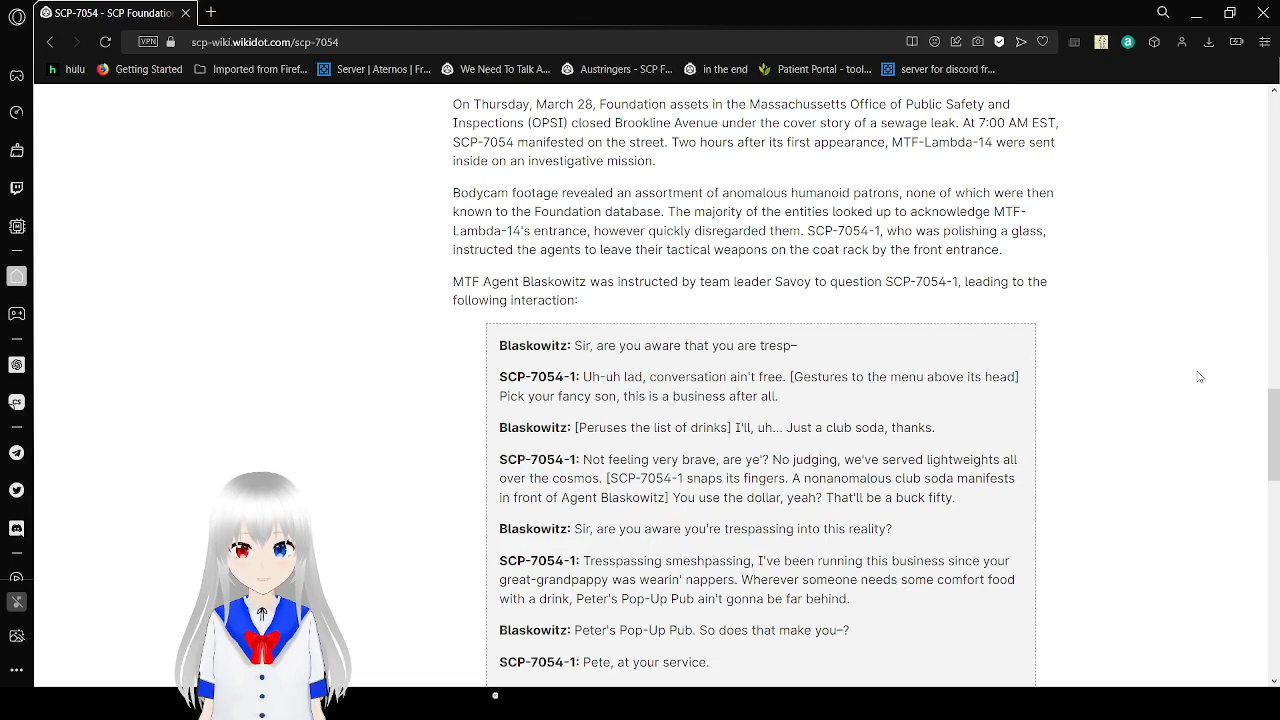 SCP-7054 - SCP Foundation
scp-wiki.wikidot.com/scp-7054
VPN
hulu
Getting Started
Imported from Firef...
Server | Aternos | Fr...
We Need To Talk A...
Austringers - SCP F...
in the end
Patient Portal - tool...
server for discord fr...
On Thursday, March 28, Foundation assets in the Massachussetts Office of Public Safety and
Inspections (OPSI) closed Brookline Avenue under the cover story of a sewage leak. At 7:00 AM EST,
SCP-7054 manifested on the street. Two hours after its first appearance, MTF-Lambda-14 were sent
inside on an investigative mission.
Bodycam footage revealed an assortment of anomalous humanoid patrons, none of which were then
known to the Foundation database. The majority of the entities looked up to acknowledge MTF-
Lambda-14's entrance, however quickly disregarded them. SCP-7054-1, who was polishing a glass,
instructed the agents to leave their tactical weapons on the coat rack by the front entrance.
MTF Agent Blaskowitz was instructed by team leader Savoy to question SCP-7054-1, leading to the
following interaction:
Blaskowitz: Sir, are you aware that you are tresp–
SCP-7054-1: Uh-uh lad, conversation ain't free. [Gestures to the menu above its head]
Pick your fancy son, this is a business after all.
Blaskowitz: [Peruses the list of drinks] I'll, uh... Just a club soda, thanks.
SCP-7054-1: Not feeling very brave, are ye'? No judging, we've served lightweights all
over the cosmos. [SCP-7054-1 snaps its fingers. A nonanomalous club soda manifests
in front of Agent Blaskowitz] You use the dollar, yeah? That'll be a buck fifty.
Blaskowitz: Sir, are you aware you're trespassing into this reality?
SCP-7054-1: Tresspassing smeshpassing, I've been running this business since your
great-grandpappy was wearin' nappers. Wherever someone needs some comfort food
with a drink, Peter's Pop-Up Pub ain't gonna be far behind.
Blaskowitz: Peter's Pop-Up Pub. So does that make you–?
SCP-7054-1: Pete, at your service.